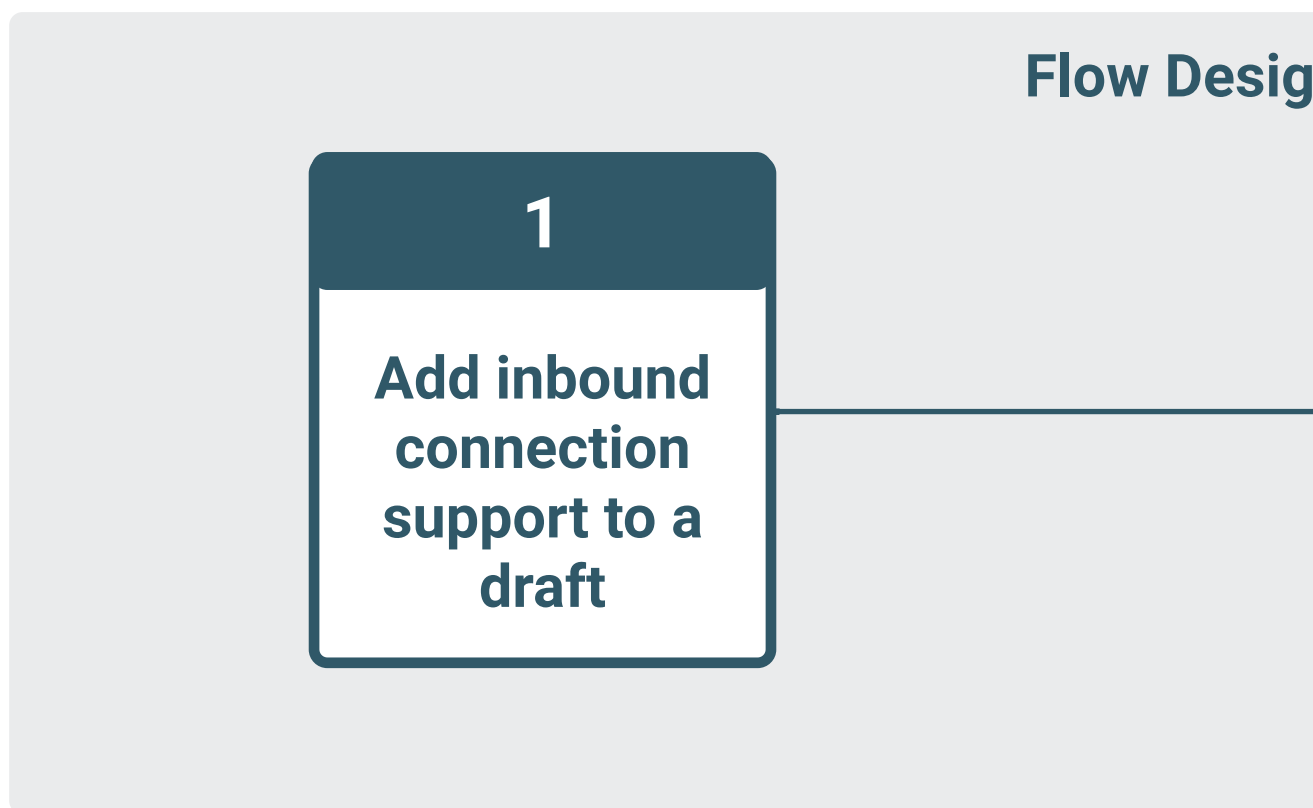 Flow Desig
1
Add inbound
connection
support to a
draft